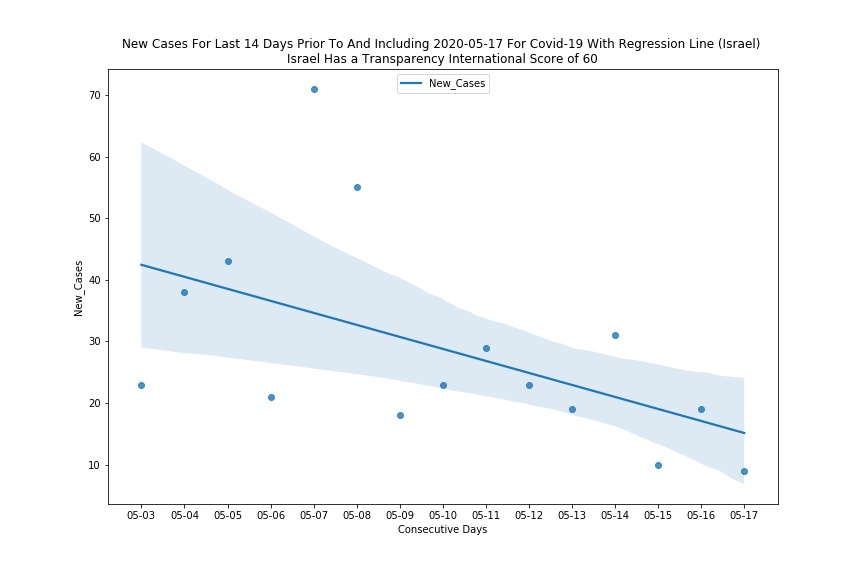 New Cases For Last 14 Days Prior To And Including 2020-05-17 For Covid-19 With Regression Line (Israel)
Israel Has a Transparency International Score of 60
New_Cases
70
60
50
40
30
20
10
New_Cases
05-03 05-04 05-05 05-06 05-07 05-08 05-09 05-10 05-11 05-12 05-13 05-14 05-15 05-16 05-17
Consecutive Days